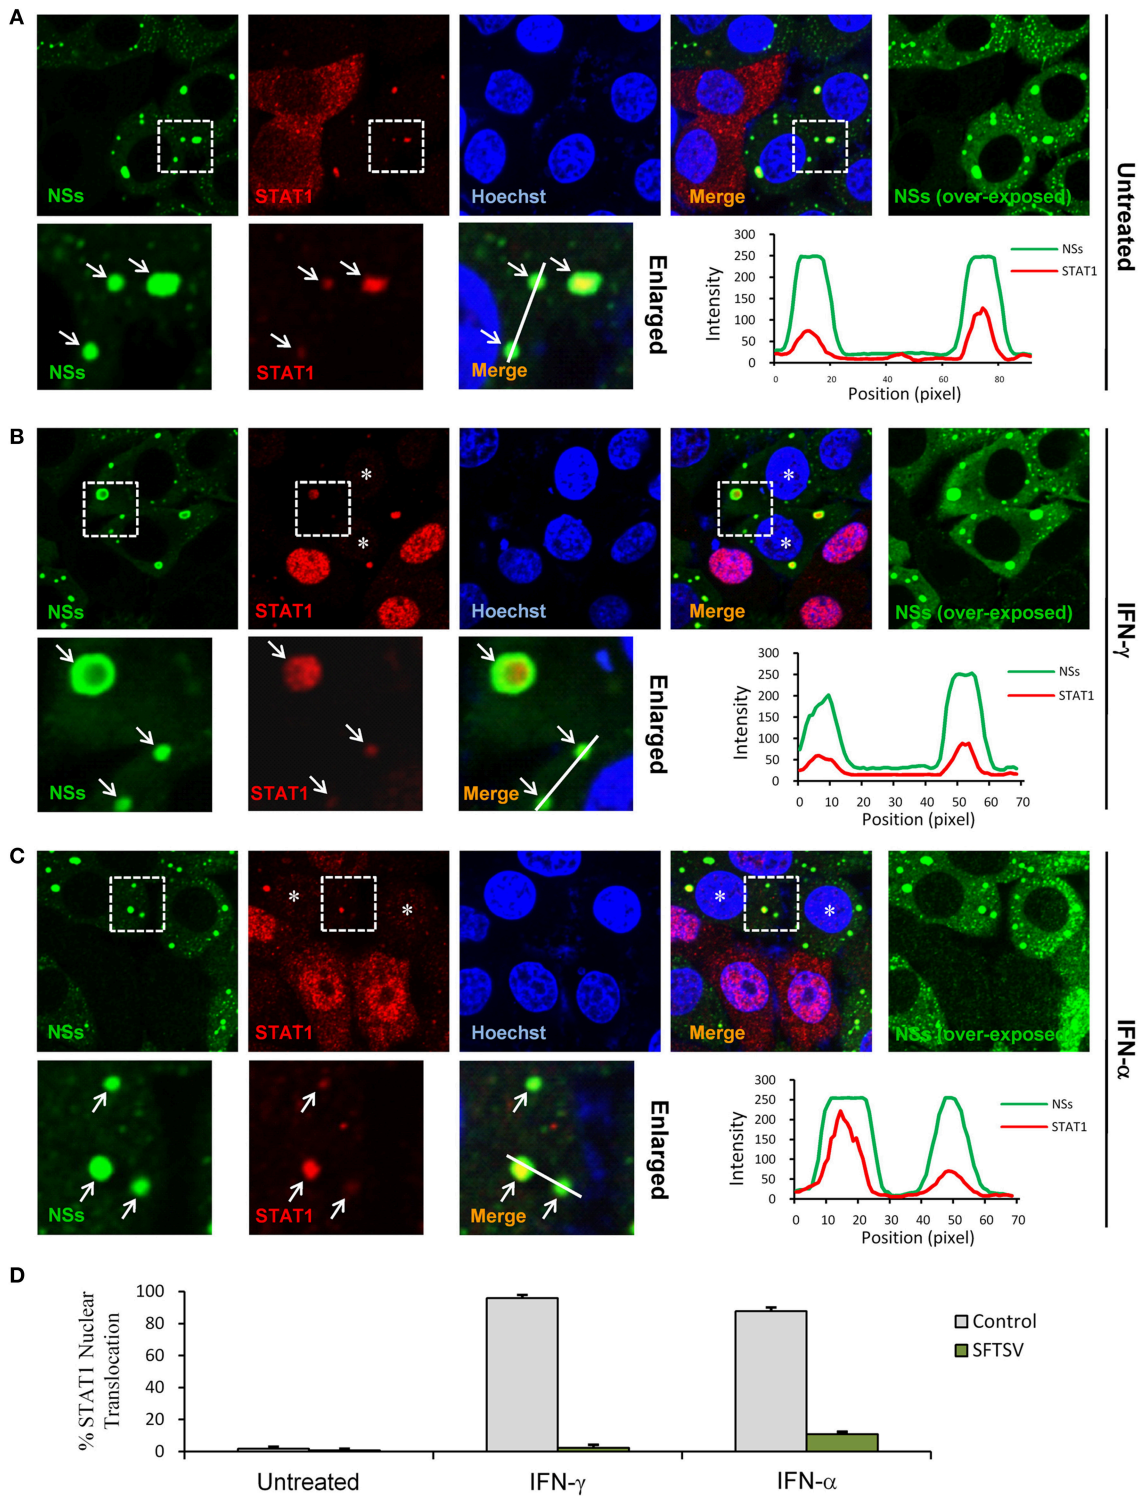 A
NSs
STAT1
Hoechst
Merge
NSs (over-exposed)
Untreated
NSs
STAT1
Merge
Enlarged
300
250
200
150
100
50
0
Intensity
0 20 40 60 80
Position (pixel)
NSs
STAT1
B
*
*
*
*
NSs
STAT1
Hoechst
Merge
NSs (over-exposed)
IFN-γ
NSs
STAT1
Merge
Enlarged
300
250
200
150
100
50
0
Intensity
0 10 20 30 40 50 60 70
Position (pixel)
NSs
STAT1
C
*
*
*
*
NSs
STAT1
Hoechst
Merge
NSs (over-exposed)
IFN-α
NSs
STAT1
Merge
Enlarged
300
250
200
150
100
50
0
Intensity
0 10 20 30 40 50 60 70
Position (pixel)
NSs
STAT1
D
% STAT1 Nuclear
Translocation
100
80
60
40
20
0
Untreated IFN-γ IFN-α
Control
SFTSV